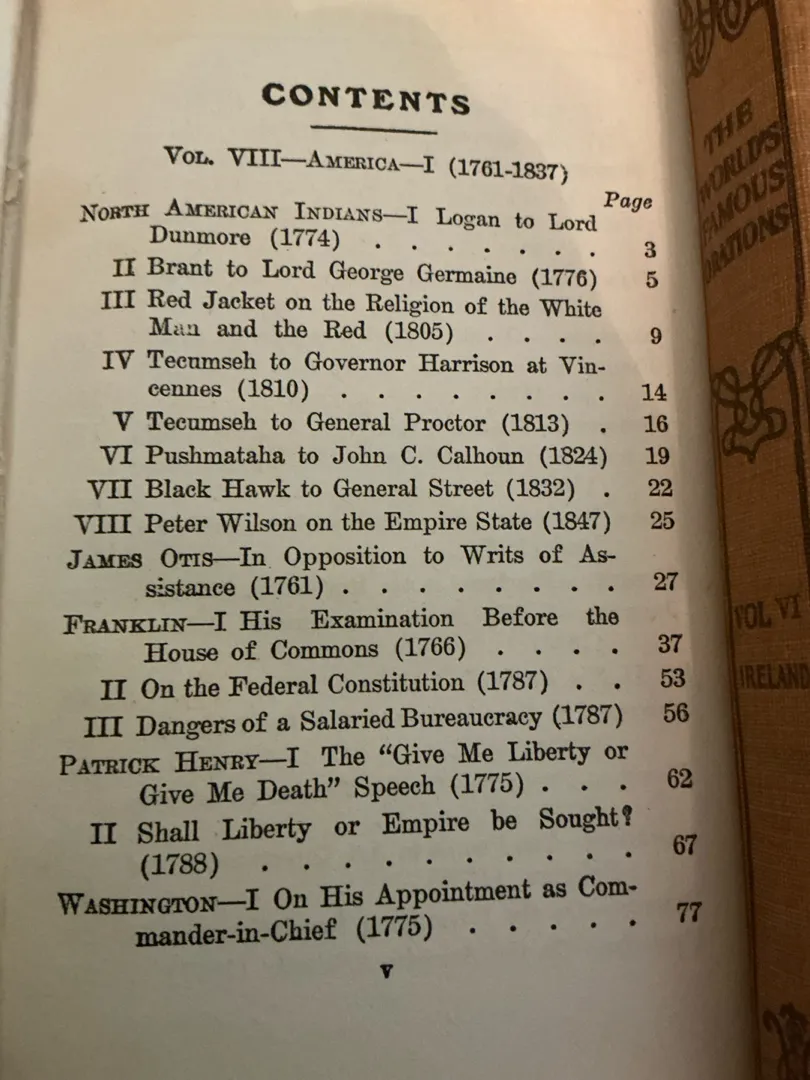 CONTENTS
VOL. VIII—AMERICA—I (1761-1837)
Page
NORTH AMERICAN INDIANS—I Logan to Lord
Dunmore (1774) . . . . . . . 3
II Brant to Lord George Germaine (1776) 5
III Red Jacket on the Religion of the White
Man and the Red (1805) . . . . 9
IV Tecumseh to Governor Harrison at Vin-
cennes (1810) . . . . . . . . 14
V Tecumseh to General Proctor (1813) . 16
VI Pushmataha to John C. Calhoun (1824) 19
VII Black Hawk to General Street (1832) . 22
VIII Peter Wilson on the Empire State (1847) 25
JAMES OTIS—In Opposition to Writs of As-
sistance (1761) . . . . . . . . . 27
FRANKLIN—I His Examination Before the
House of Commons (1766) . . . . 37
II On the Federal Constitution (1787) . . 53
III Dangers of a Salaried Bureaucracy (1787) 56
PATRICK HENRY—I The “Give Me Liberty or
Give Me Death” Speech (1775) . . . 62
II Shall Liberty or Empire be Sought?
(1788) . . . . . . . . . . 67
WASHINGTON—I On His Appointment as Com-
mander-in-Chief (1775) . . . . . 77
v
THE
WORLD'S
FAMOUS
ORATIONS
VOL VI
IRELAND